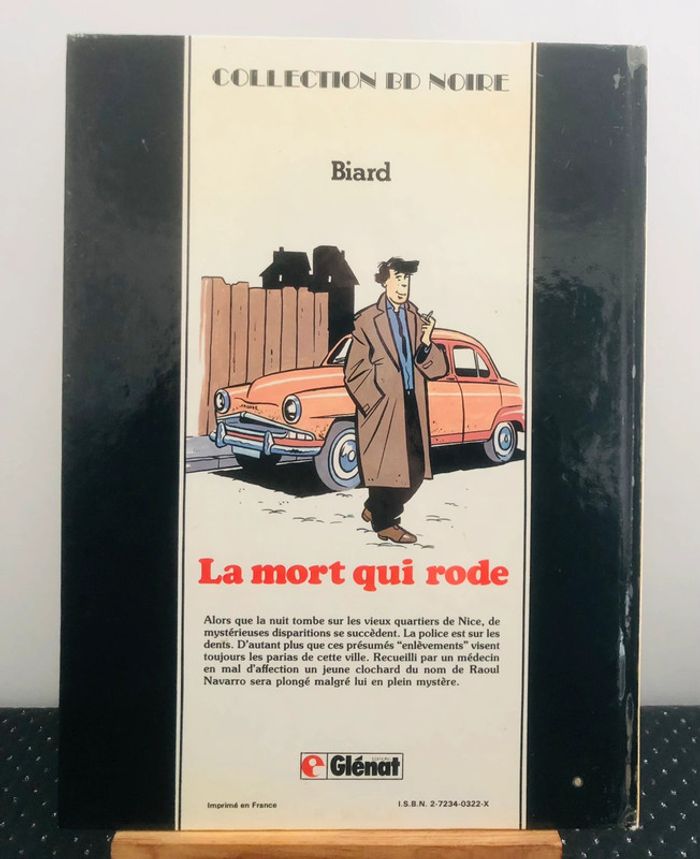 COLLECTION BD NOIRE
Biard
La mort qui rode
Alors que la nuit tombe sur les vieux quartiers de Nice, de
mystérieuses disparitions se succèdent. La police est sur les
dents. D'autant plus que ces présumés "enlèvements" visent
toujours les parias de cette ville. Recueilli par un médecin
en mal d'affection un jeune clochard du nom de Raoul
Navarro sera plongé malgré lui en plein mystère.
EDITIONS
Glénat
Imprimé en France
I.S.B.N. 2-7234-0322-X